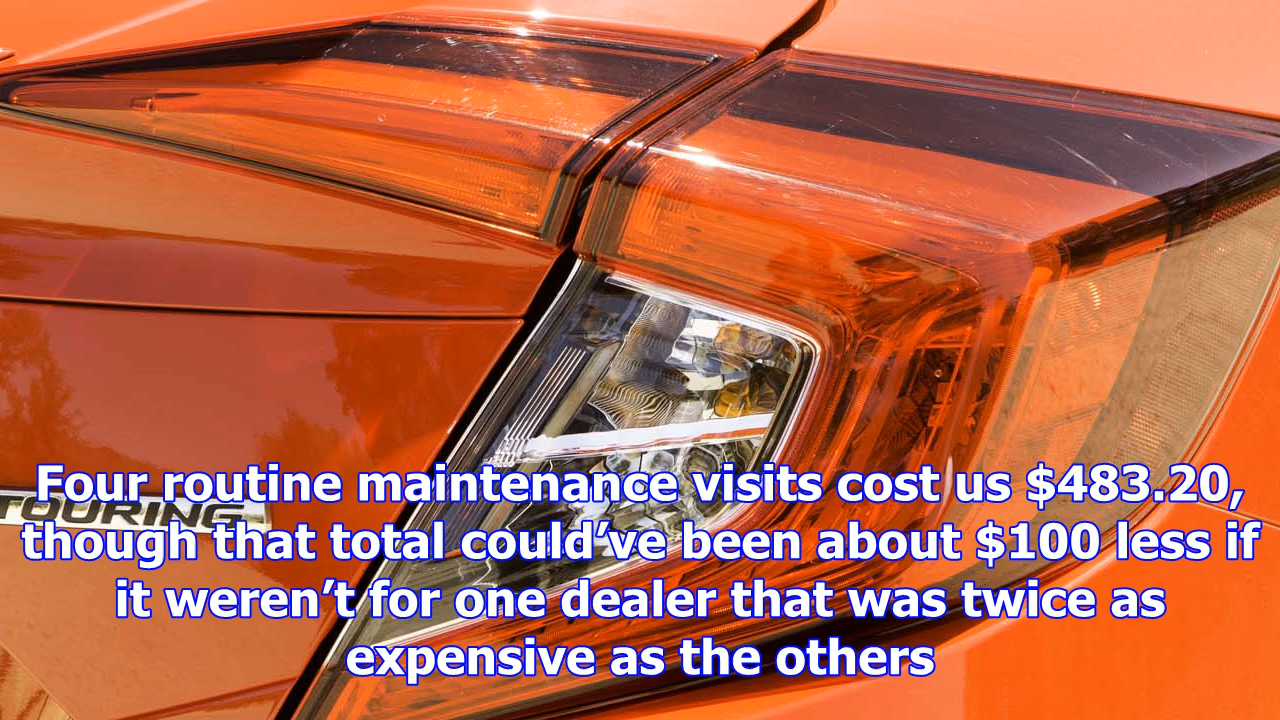 Four routine maintenance visits cost us $483.20,
TOURING
though that total could’ve been about $100 less if
it weren’t for one dealer that was twice as
expensive as the others